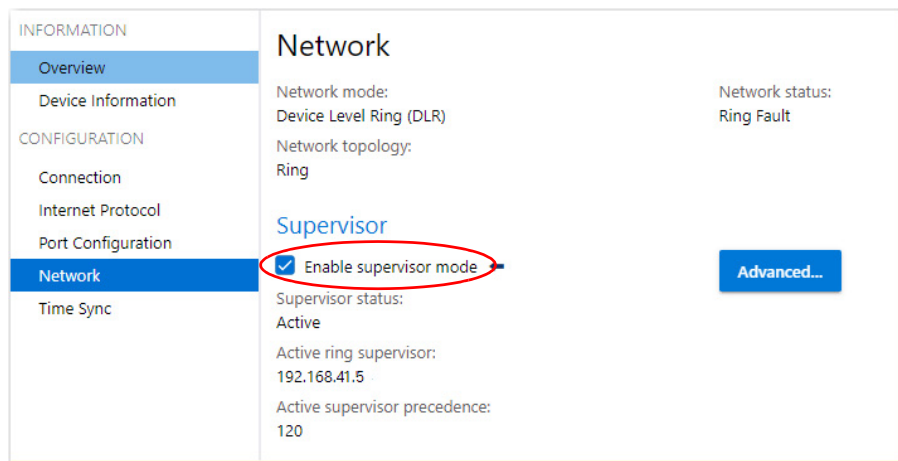 INFORMATION
Overview
Device Information
CONFIGURATION
Connection
Internet Protocol
Port Configuration
Network
Time Sync
Network
Network mode:
Device Level Ring (DLR)
Network status:
Ring Fault
Network topology:
Ring
Supervisor
Enable supervisor mode
Advanced...
Supervisor status:
Active
Active ring supervisor:
192.168.41.5
Active supervisor precedence:
120